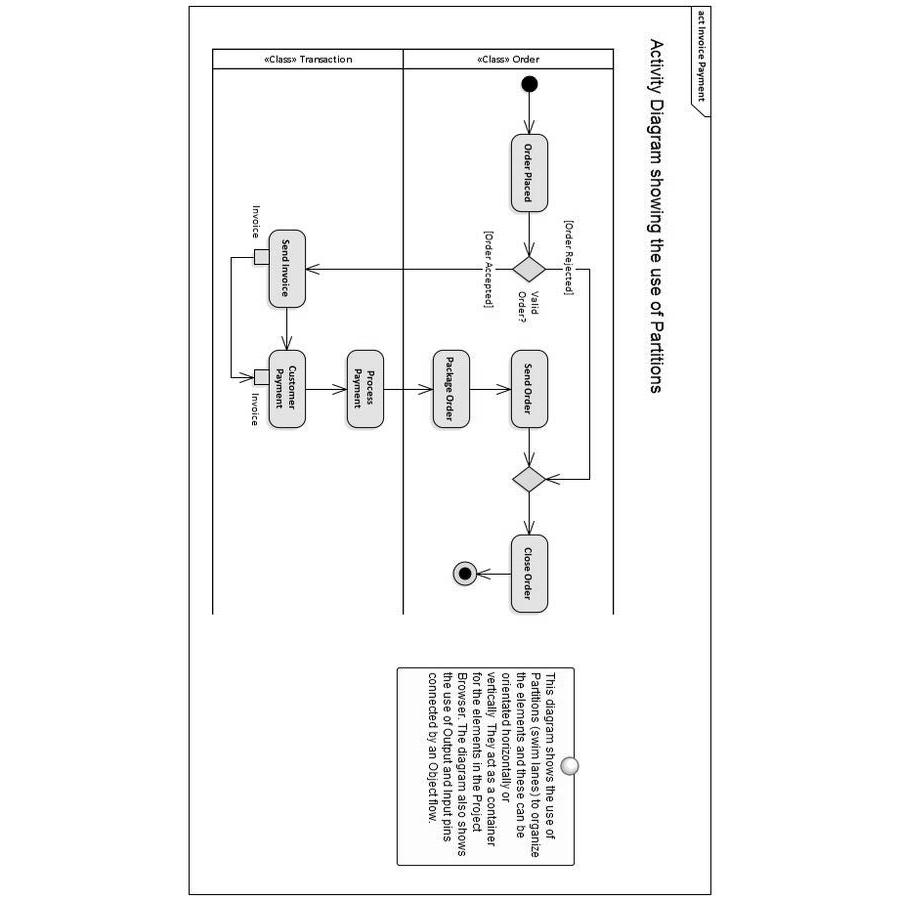 act Invoice Payment
Activity Diagram showing the use of Partitions
«Class» Order
«Class» Transaction
Order Placed
[Order Rejected]
Valid
Order?
[Order Accepted]
Send Invoice
Invoice
Customer
Payment
Invoice
Process
Payment
Package Order
Send Order
Close Order
This diagram shows the use of
Partitions (swim lanes) to organize
the elements and these can be
orientated horizontally or
vertically  They act as a container
for the elements in the Project
Browser. The diagram also shows
the use of Output and Input pins
connected by an Object flow.